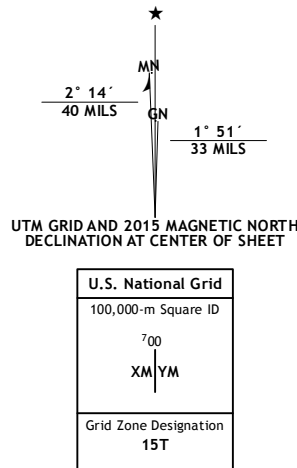 ★
MN
2° 14´
40 MILS
GN
1° 51´
33 MILS
UTM GRID AND 2015 MAGNETIC NORTH
DECLINATION AT CENTER OF SHEET
U.S. National Grid
100,000-m Square ID
⁷00
XM YM
Grid Zone Designation
15T